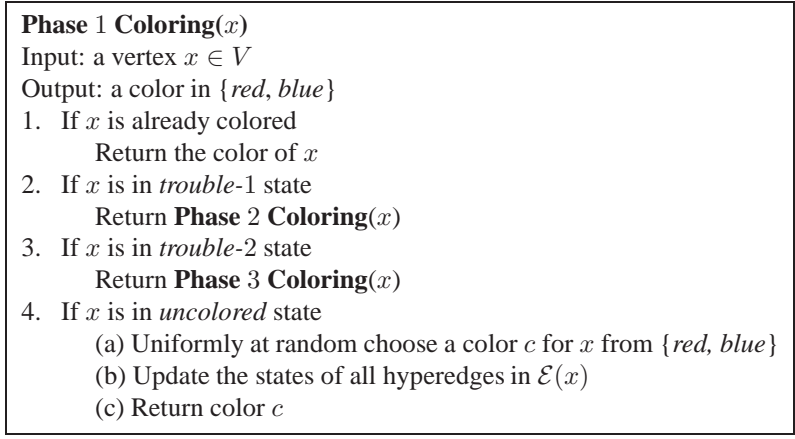 Phase 1 Coloring(x)
Input: a vertex x ∈ V
Output: a color in {red, blue}
1. If x is already colored
Return the color of x
2. If x is in trouble-1 state
Return Phase 2 Coloring(x)
3. If x is in trouble-2 state
Return Phase 3 Coloring(x)
4. If x is in uncolored state
(a) Uniformly at random choose a color c for x from {red, blue}
(b) Update the states of all hyperedges in ℰ(x)
(c) Return color c